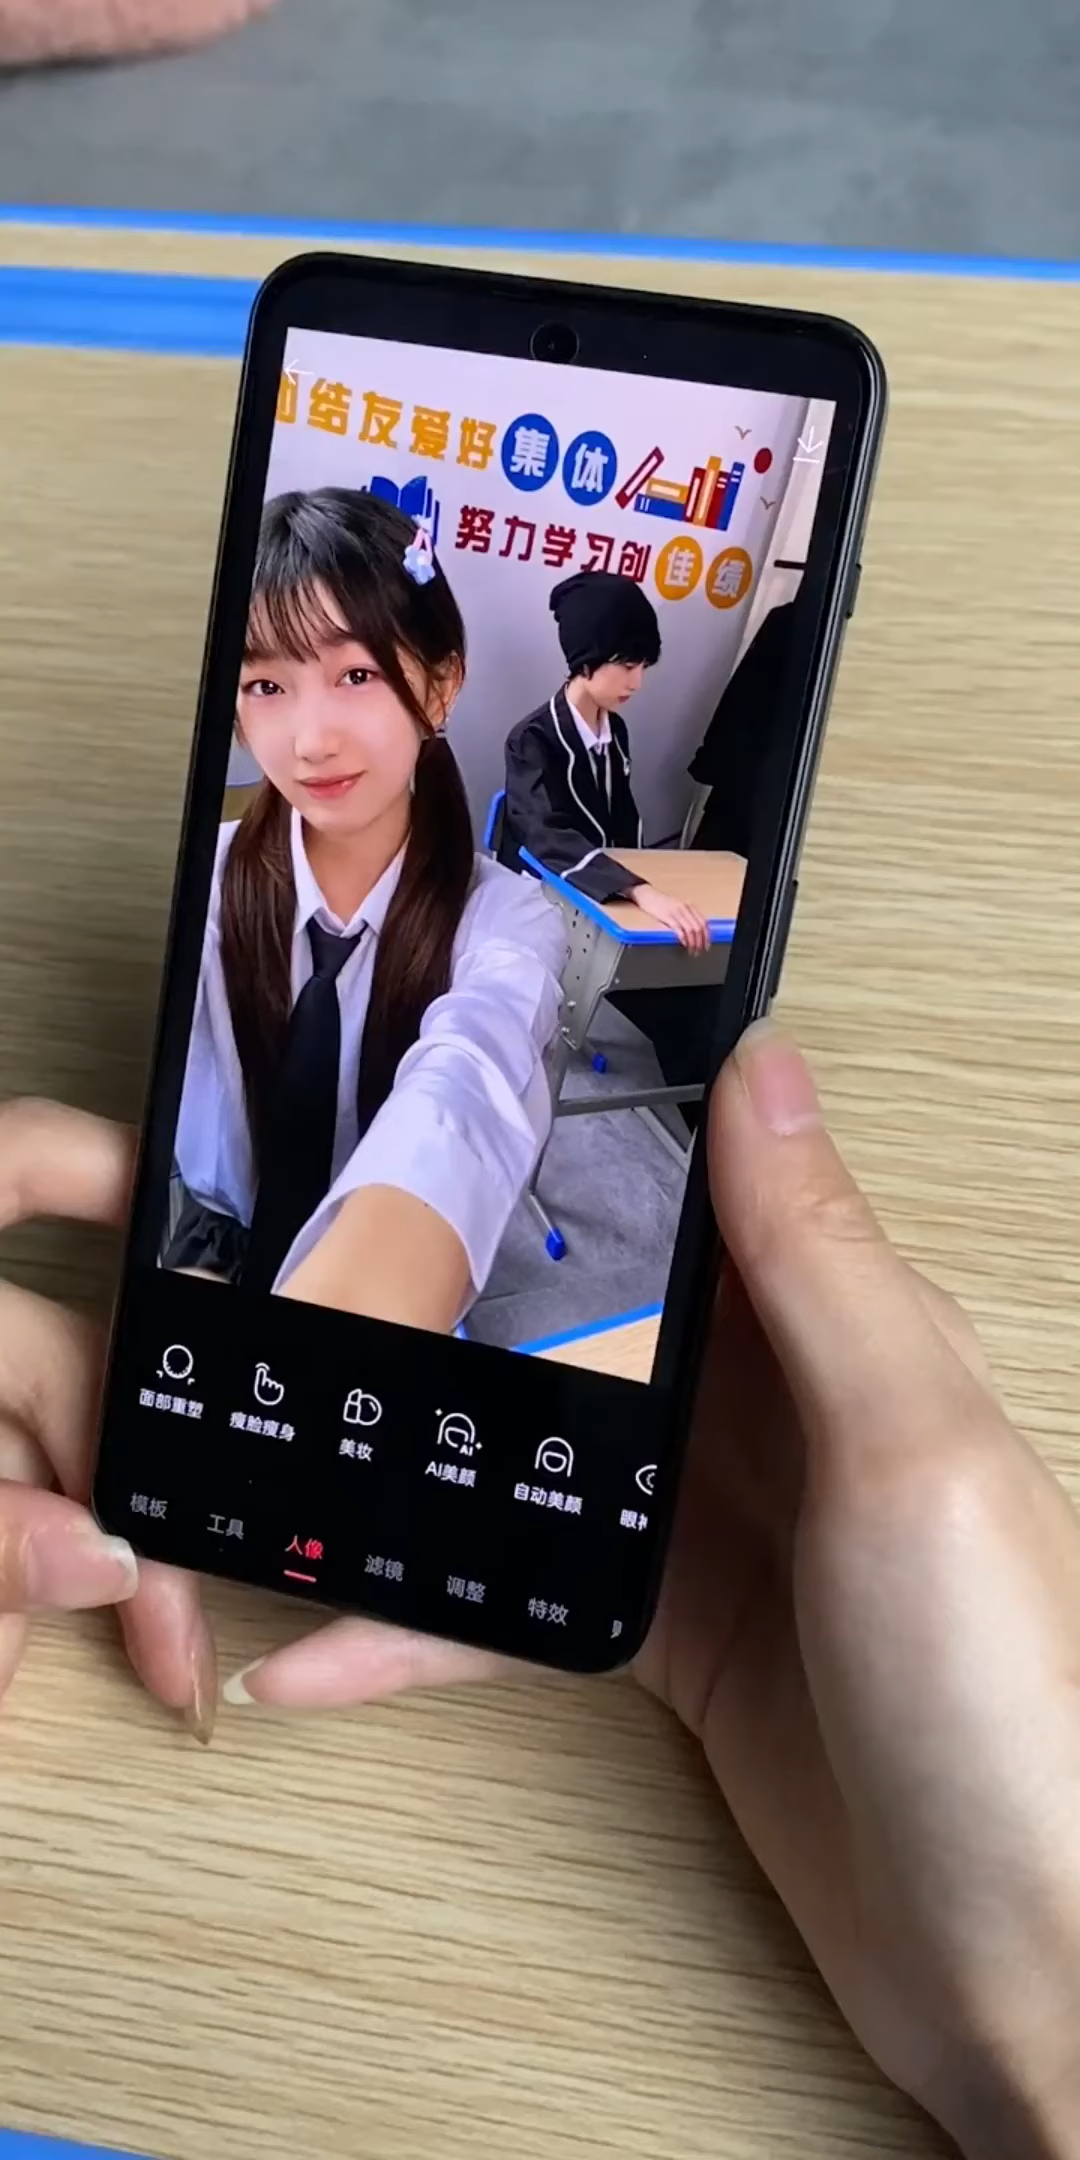 结友爱好集体
努力学习创佳绩
面部重塑 瘦脸瘦身 美妆 AI美颜 自动美颜
模板 工具 人像 滤镜 调整 特效